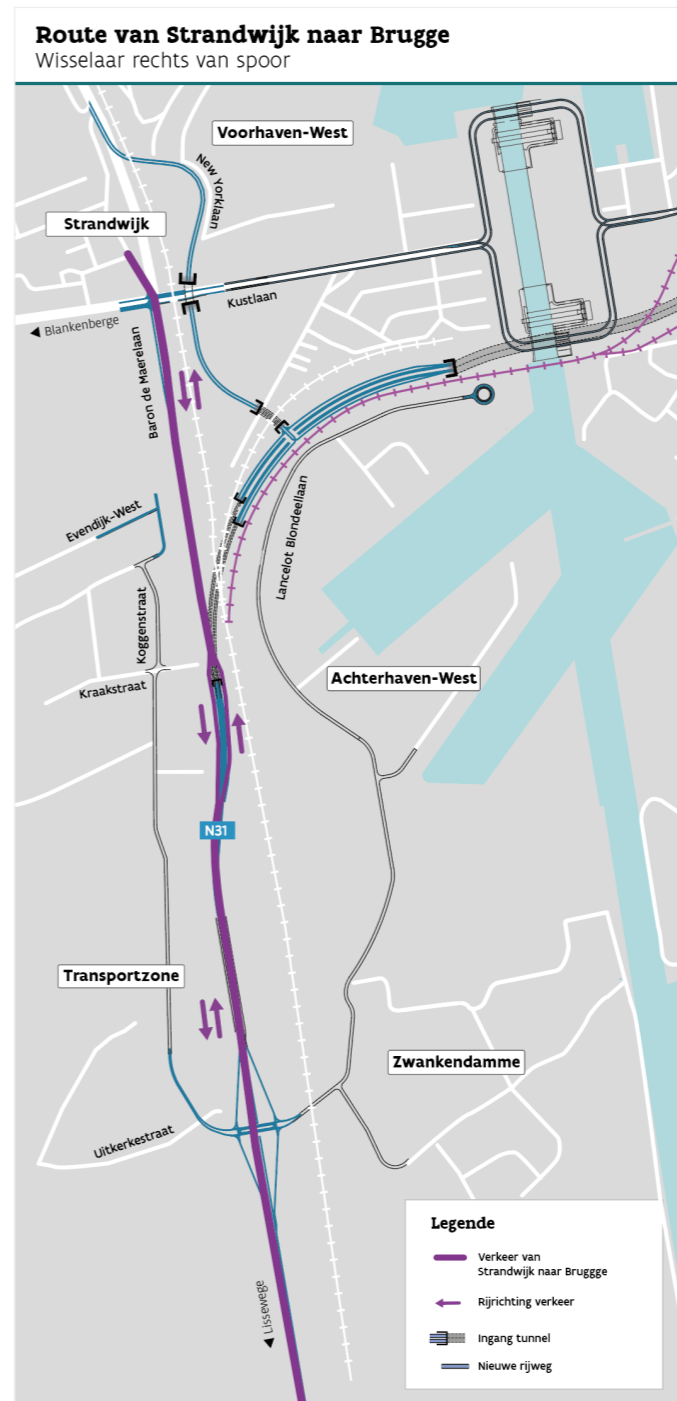 Route van Strandwijk naar Brugge
Wisselaar rechts van spoor
Voorhaven-West
New Yorklaan
Strandwijk
Kustlaan
◀ Blankenberge
Baron de Maerelaan
Evendijk-West
Lancelot Blondeellaan
Koggenstraat
Achterhaven-West
Kraakstraat
N31
Transportzone
Zwankendamme
Uitkerkestraat
◀ Lissewege
Legende
Verkeer van
Strandwijk naar Bruggge
Rijrichting verkeer
Ingang tunnel
Nieuwe rijweg